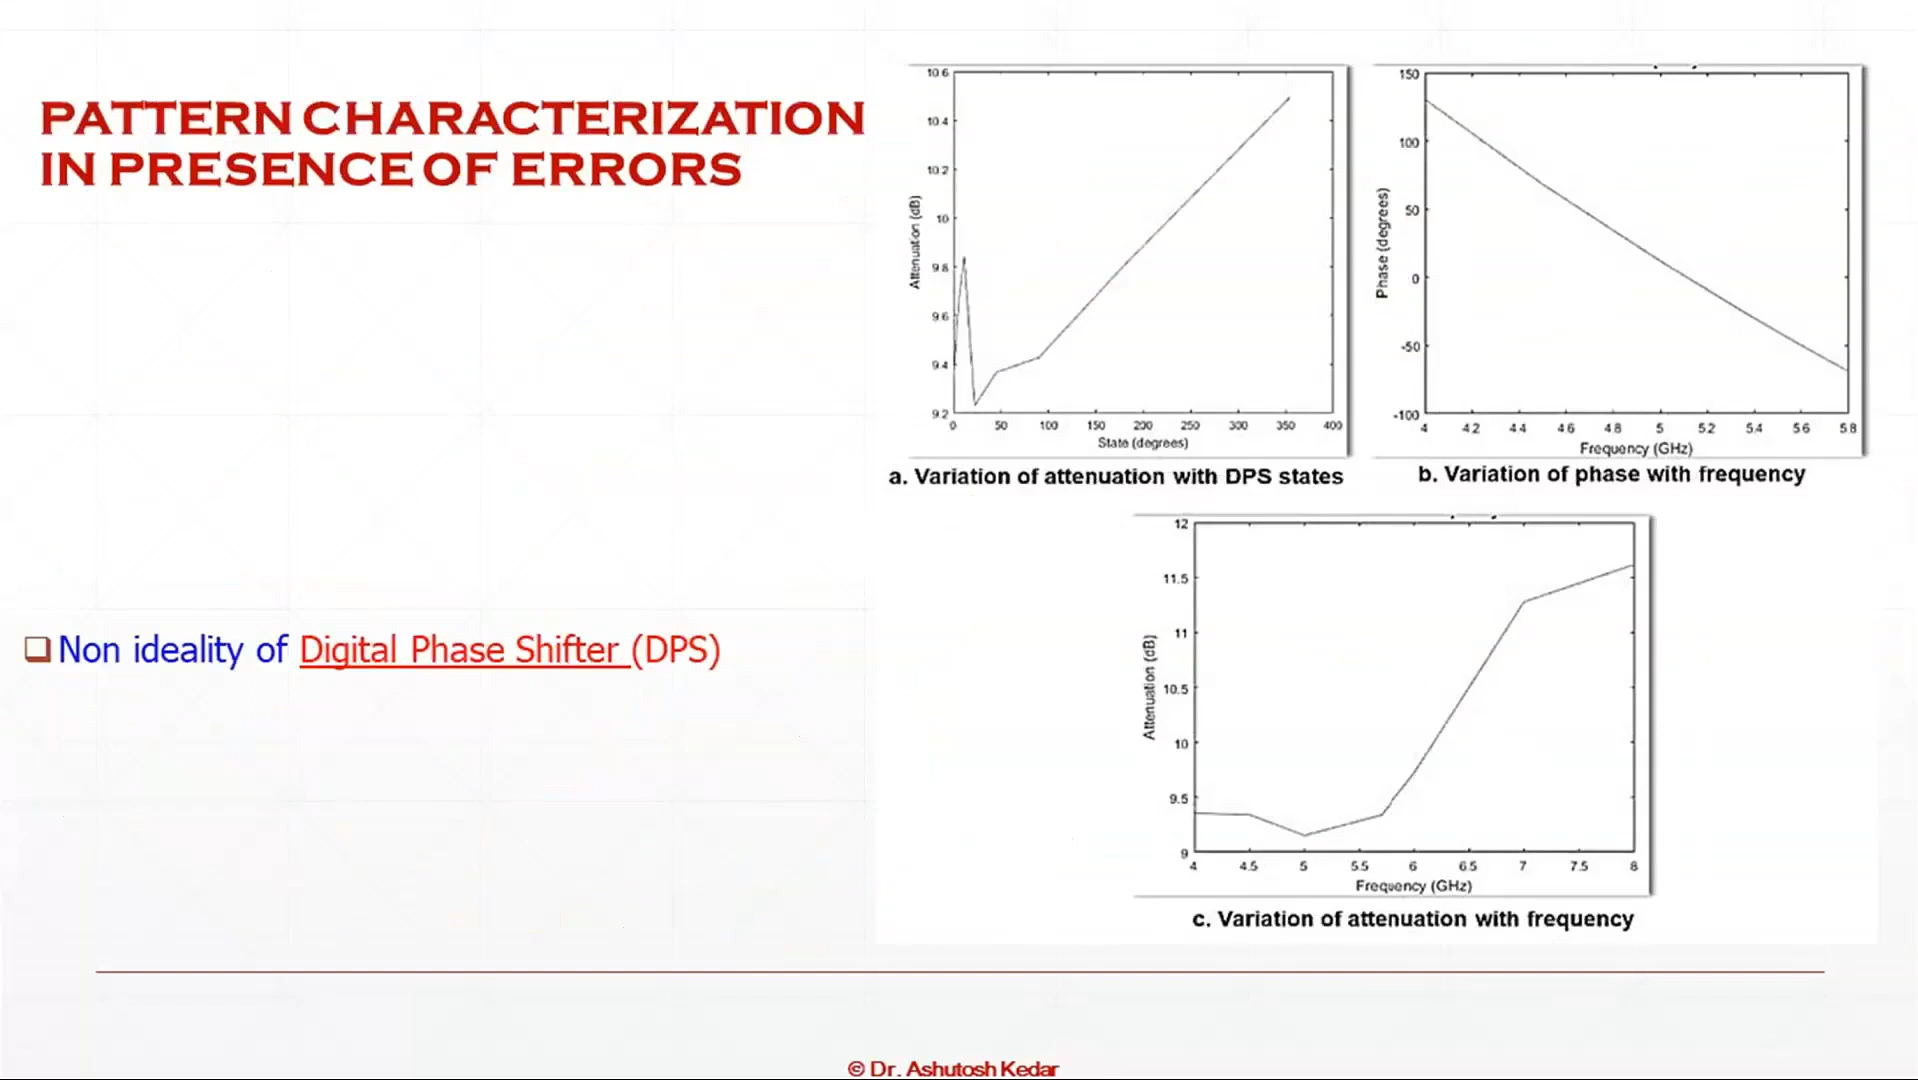 PATTERN CHARACTERIZATION
IN PRESENCE OF ERRORS
Non ideality of Digital Phase Shifter (DPS)
10.6
10.4
10.2
10
9.8
9.6
9.4
9.2
Attenuation (dB)
0 50 100 150 200 250 300 350 400
State (degrees)
a. Variation of attenuation with DPS states
150
100
50
0
-50
-100
Phase (degrees)
4 4.2 4.4 4.6 4.8 5 5.2 5.4 5.6 5.8
Frequency (GHz)
b. Variation of phase with frequency
12
11.5
11
10.5
10
9.5
9
Attenuation (dB)
4 4.5 5 5.5 6 6.5 7 7.5 8
Frequency (GHz)
c. Variation of attenuation with frequency
© Dr. Ashutosh Kedar